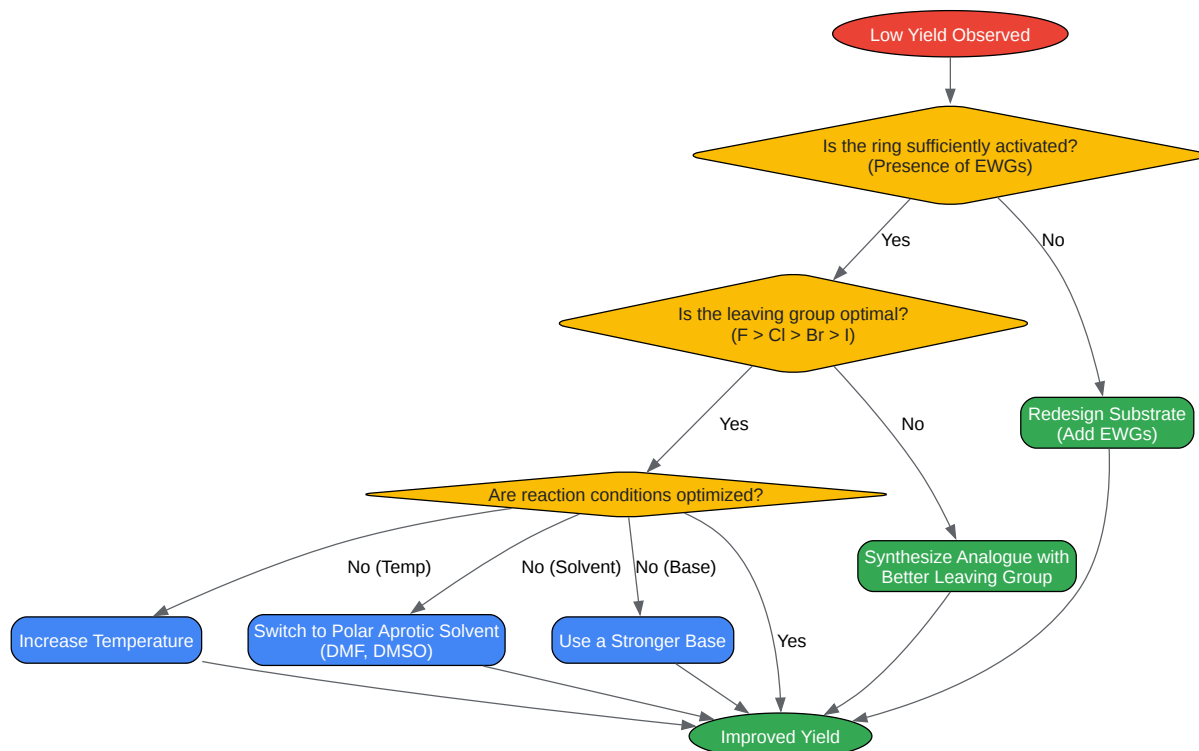 Low Yield Observed
Is the ring sufficiently activated?
(Presence of EWGs)
Yes
No
Is the leaving group optimal?
(F > Cl > Br > I)
Yes
No
Redesign Substrate
(Add EWGs)
Are reaction conditions optimized?
No (Temp)
No (Solvent)
No (Base)
Yes
Synthesize Analogue with
Better Leaving Group
Increase Temperature
Switch to Polar Aprotic Solvent
(DMF, DMSO)
Use a Stronger Base
Improved Yield